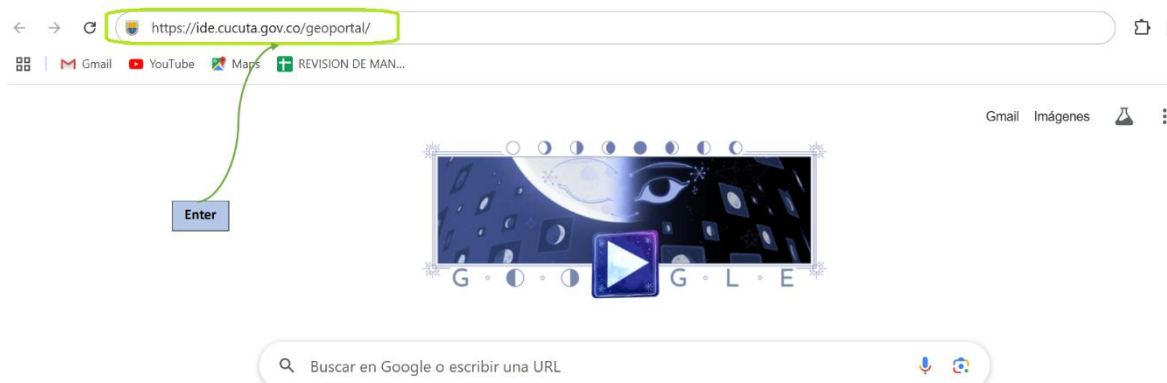 https://ide.cucuta.gov.co/geoportal/
Gmail YouTube Maps REVISION DE MAN...
Gmail Imágenes
Enter
G L E
Buscar en Google o escribir una URL